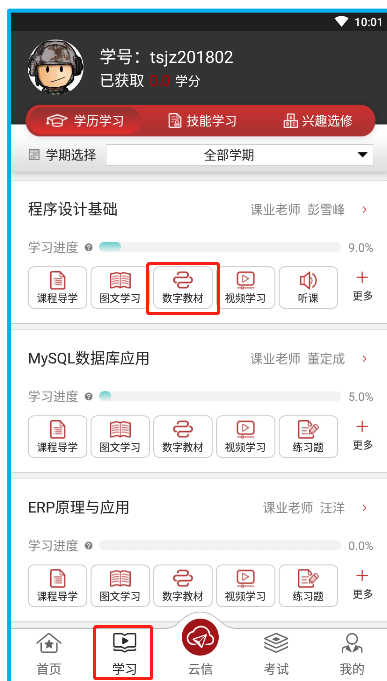 10:01
学号：tsjz201802
已获取 0.0 学分
学历学习 技能学习 兴趣选修
学期选择 全部学期
程序设计基础 课业老师 彭雪峰
学习进度 9.0%
课程导学 图文学习 数字教材 视频学习 听课 更多
MySQL数据库应用 课业老师 董定成
学习进度 5.0%
课程导学 图文学习 数字教材 视频学习 练习题 更多
ERP原理与应用 课业老师 汪洋
学习进度 0.0%
课程导学 图文学习 数字教材 视频学习 练习题 更多
首页 学习 云信 考试 我的